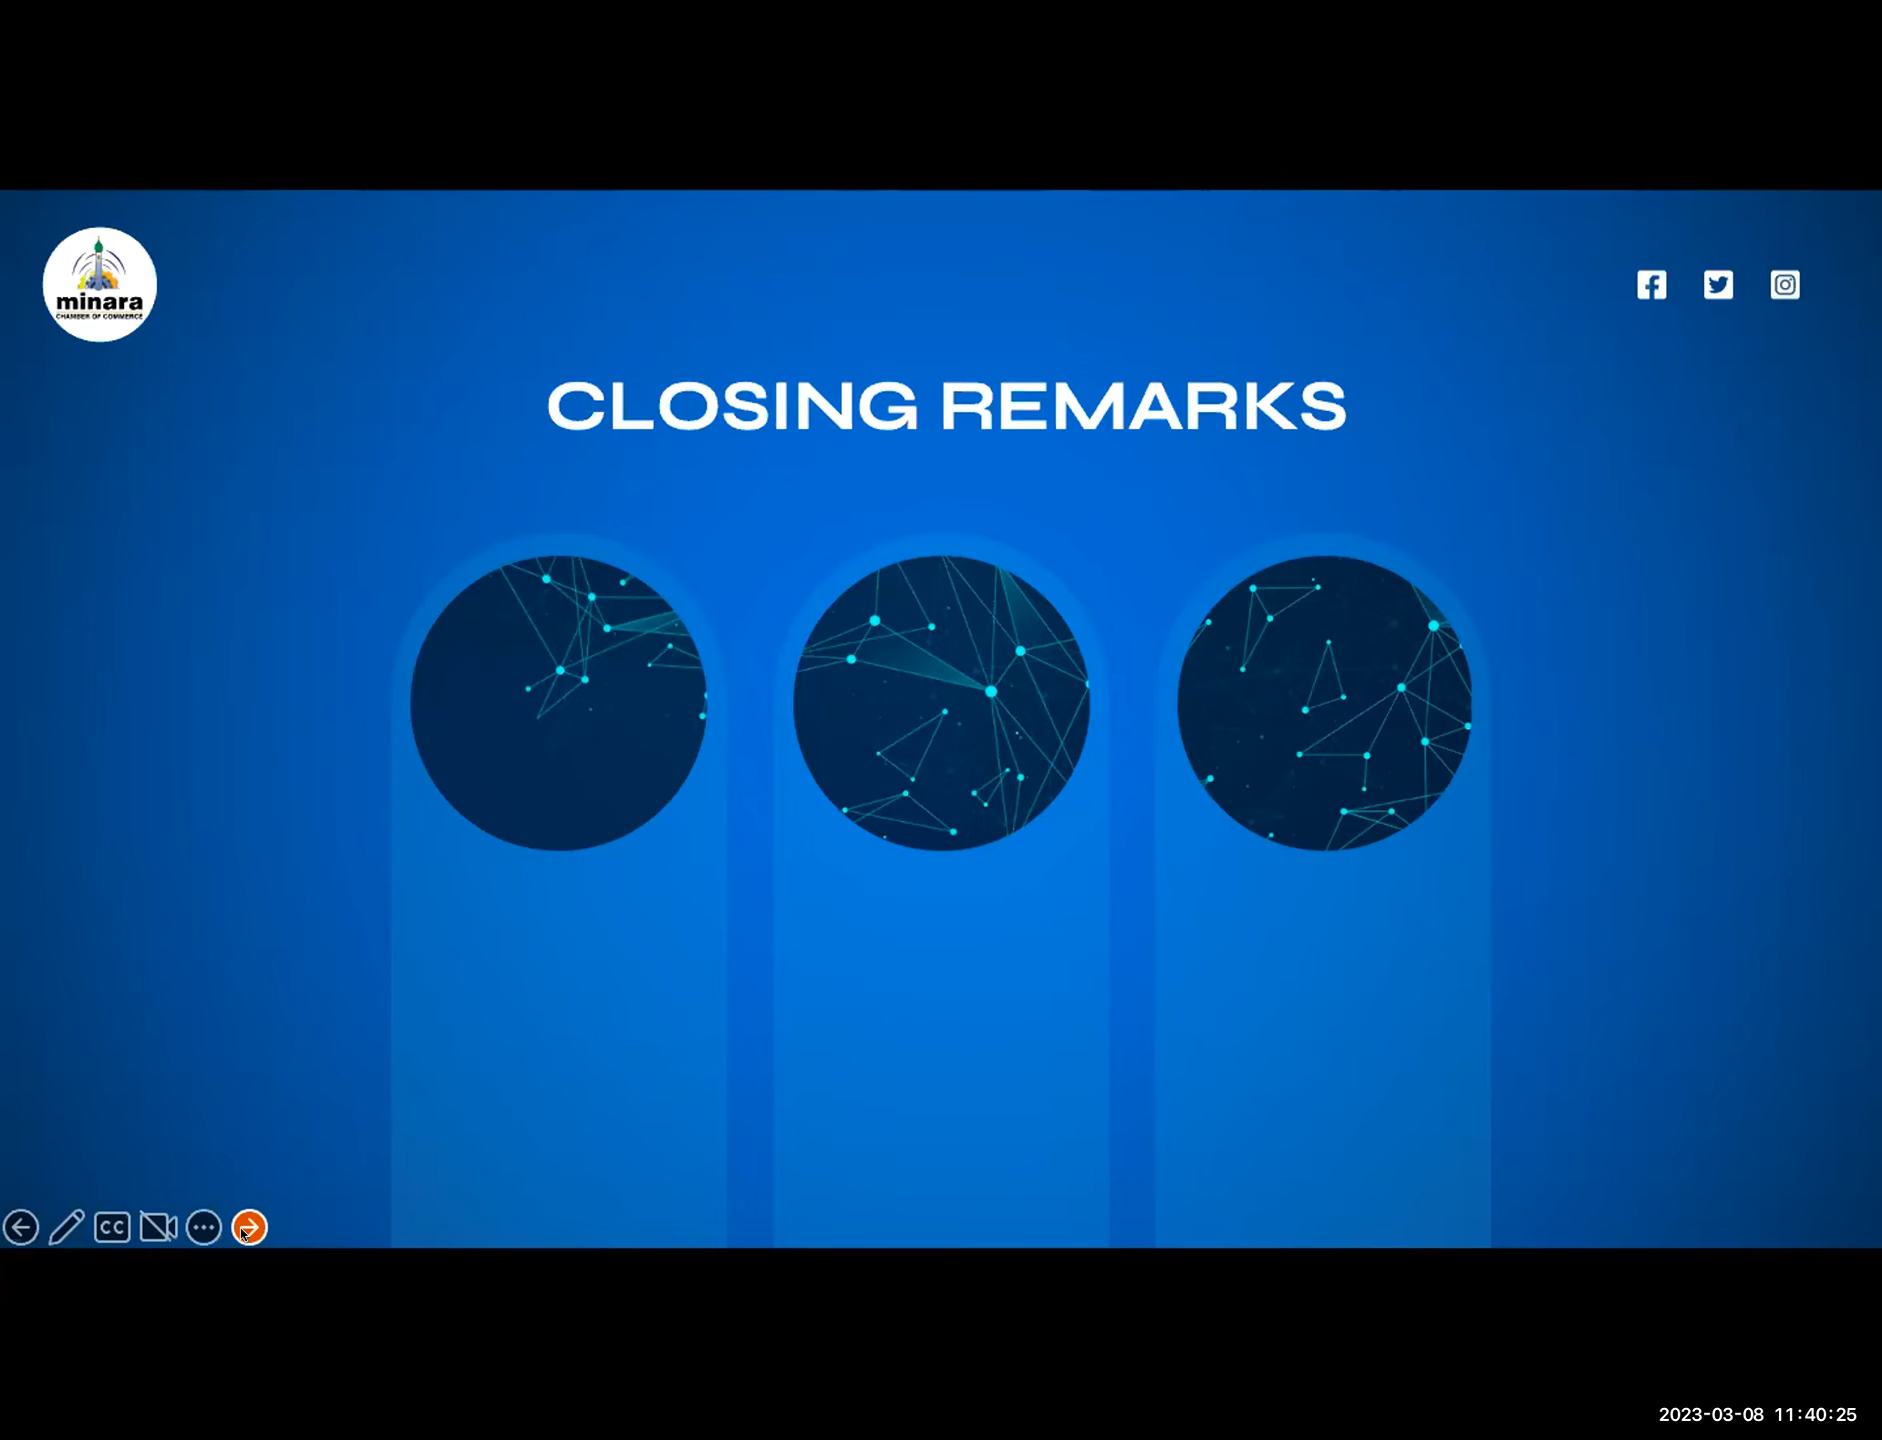 minara
CHAMBER OF COMMERCE
CLOSING REMARKS
CC
2023-03-08 11:40:25